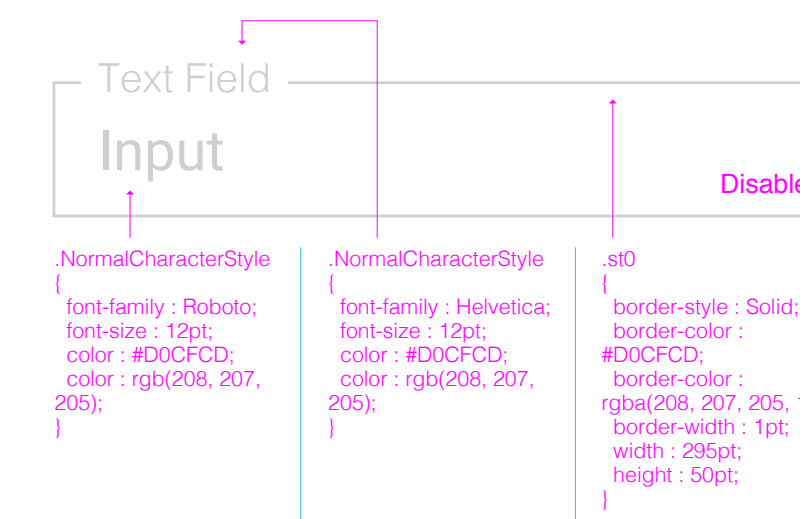 Text Field
Input
.NormalCharacterStyle
{
font-family : Roboto;
font-size : 12pt;
color : #D0CFCD;
color : rgb(208, 207,
205);
}
.NormalCharacterStyle
{
font-family : Helvetica;
font-size : 12pt;
color : #D0CFCD;
color : rgb(208, 207,
205);
}
.st0
{
border-style : Solid;
border-color :
#D0CFCD;
border-color :
rgba(208, 207, 205,
border-width : 1pt;
width : 295pt;
height : 50pt;
}